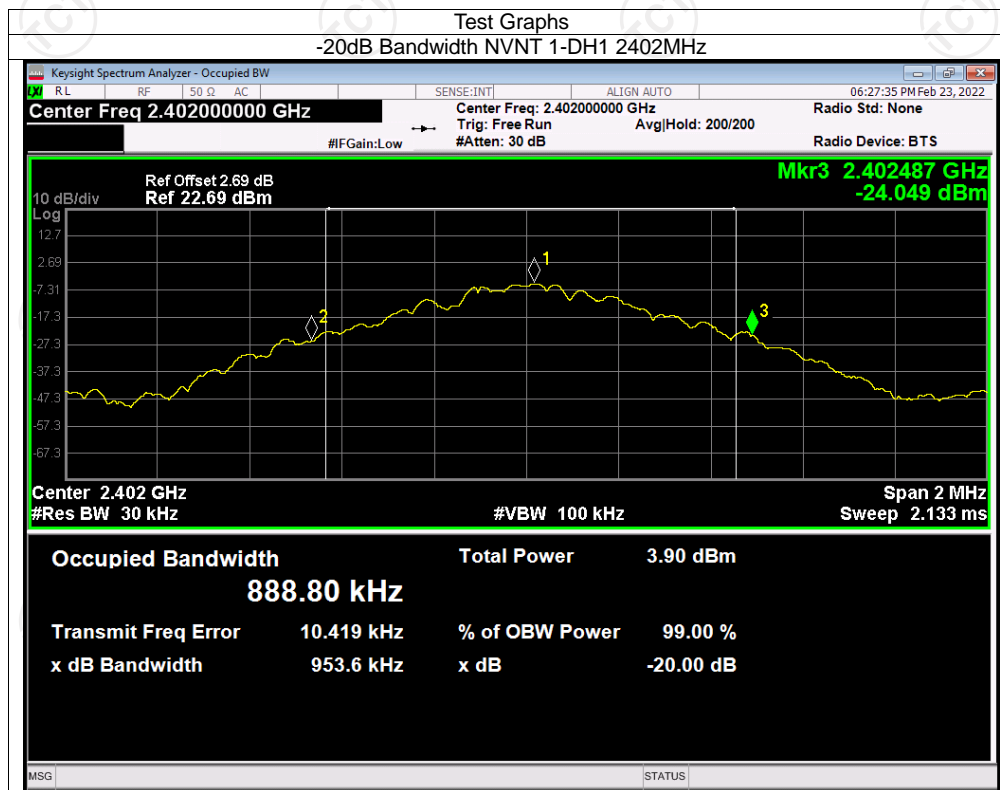 Test Graphs
-20dB Bandwidth NVNT 1-DH1 2402MHz
Keysight Spectrum Analyzer - Occupied BW
LXI RL RF 50 Ω AC SENSE:INT ALIGN AUTO 06:27:35 PM Feb 23, 2022
Center Freq 2.402000000 GHz Center Freq: 2.402000000 GHz Radio Std: None
Trig: Free Run Avg|Hold: 200/200
#IFGain:Low #Atten: 30 dB Radio Device: BTS
Mkr3 2.402487 GHz
-24.049 dBm
Ref Offset 2.69 dB
10 dB/div Ref 22.69 dBm
Log
12.7
2.69
-7.31
-17.3
-27.3
-37.3
-47.3
-57.3
-67.3
1
2
3
Center 2.402 GHz Span 2 MHz
#Res BW 30 kHz #VBW 100 kHz Sweep 2.133 ms
Occupied Bandwidth Total Power 3.90 dBm
888.80 kHz
Transmit Freq Error 10.419 kHz % of OBW Power 99.00 %
x dB Bandwidth 953.6 kHz x dB -20.00 dB
MSG STATUS